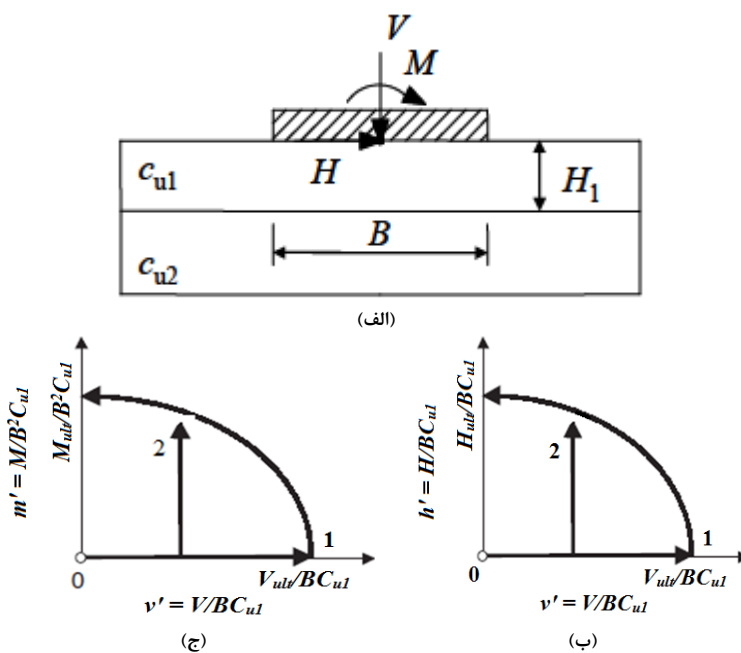 V
M
c_u1
H
H_1
B
c_u2
(الف)
m' = M/B²C_u1
M_ult/B²C_u1
2
1
0
V_ult/BC_u1
v' = V/BC_u1
(ج)
h' = H/BC_u1
H_ult/BC_u1
2
1
0
V_ult/BC_u1
v' = V/BC_u1
(ب)